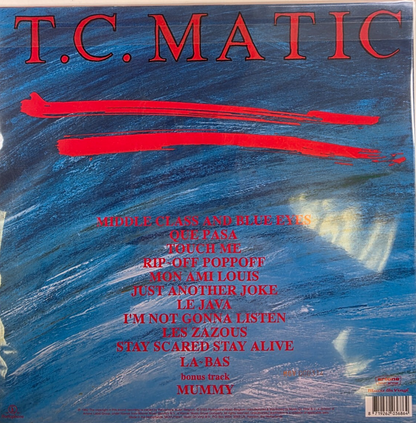 T.C. MATIC
MIDDLE CLASS AND BLUE EYES
QUE PASA
TOUCH ME
RIP-OFF POPPOFF
MON AMI LOUIS
JUST ANOTHER JOKE
LE JAVA
I'M NOT GONNA LISTEN
LES ZAZOUS
STAY SCARED STAY ALIVE
LA-BAS
bonus track
MUMMY